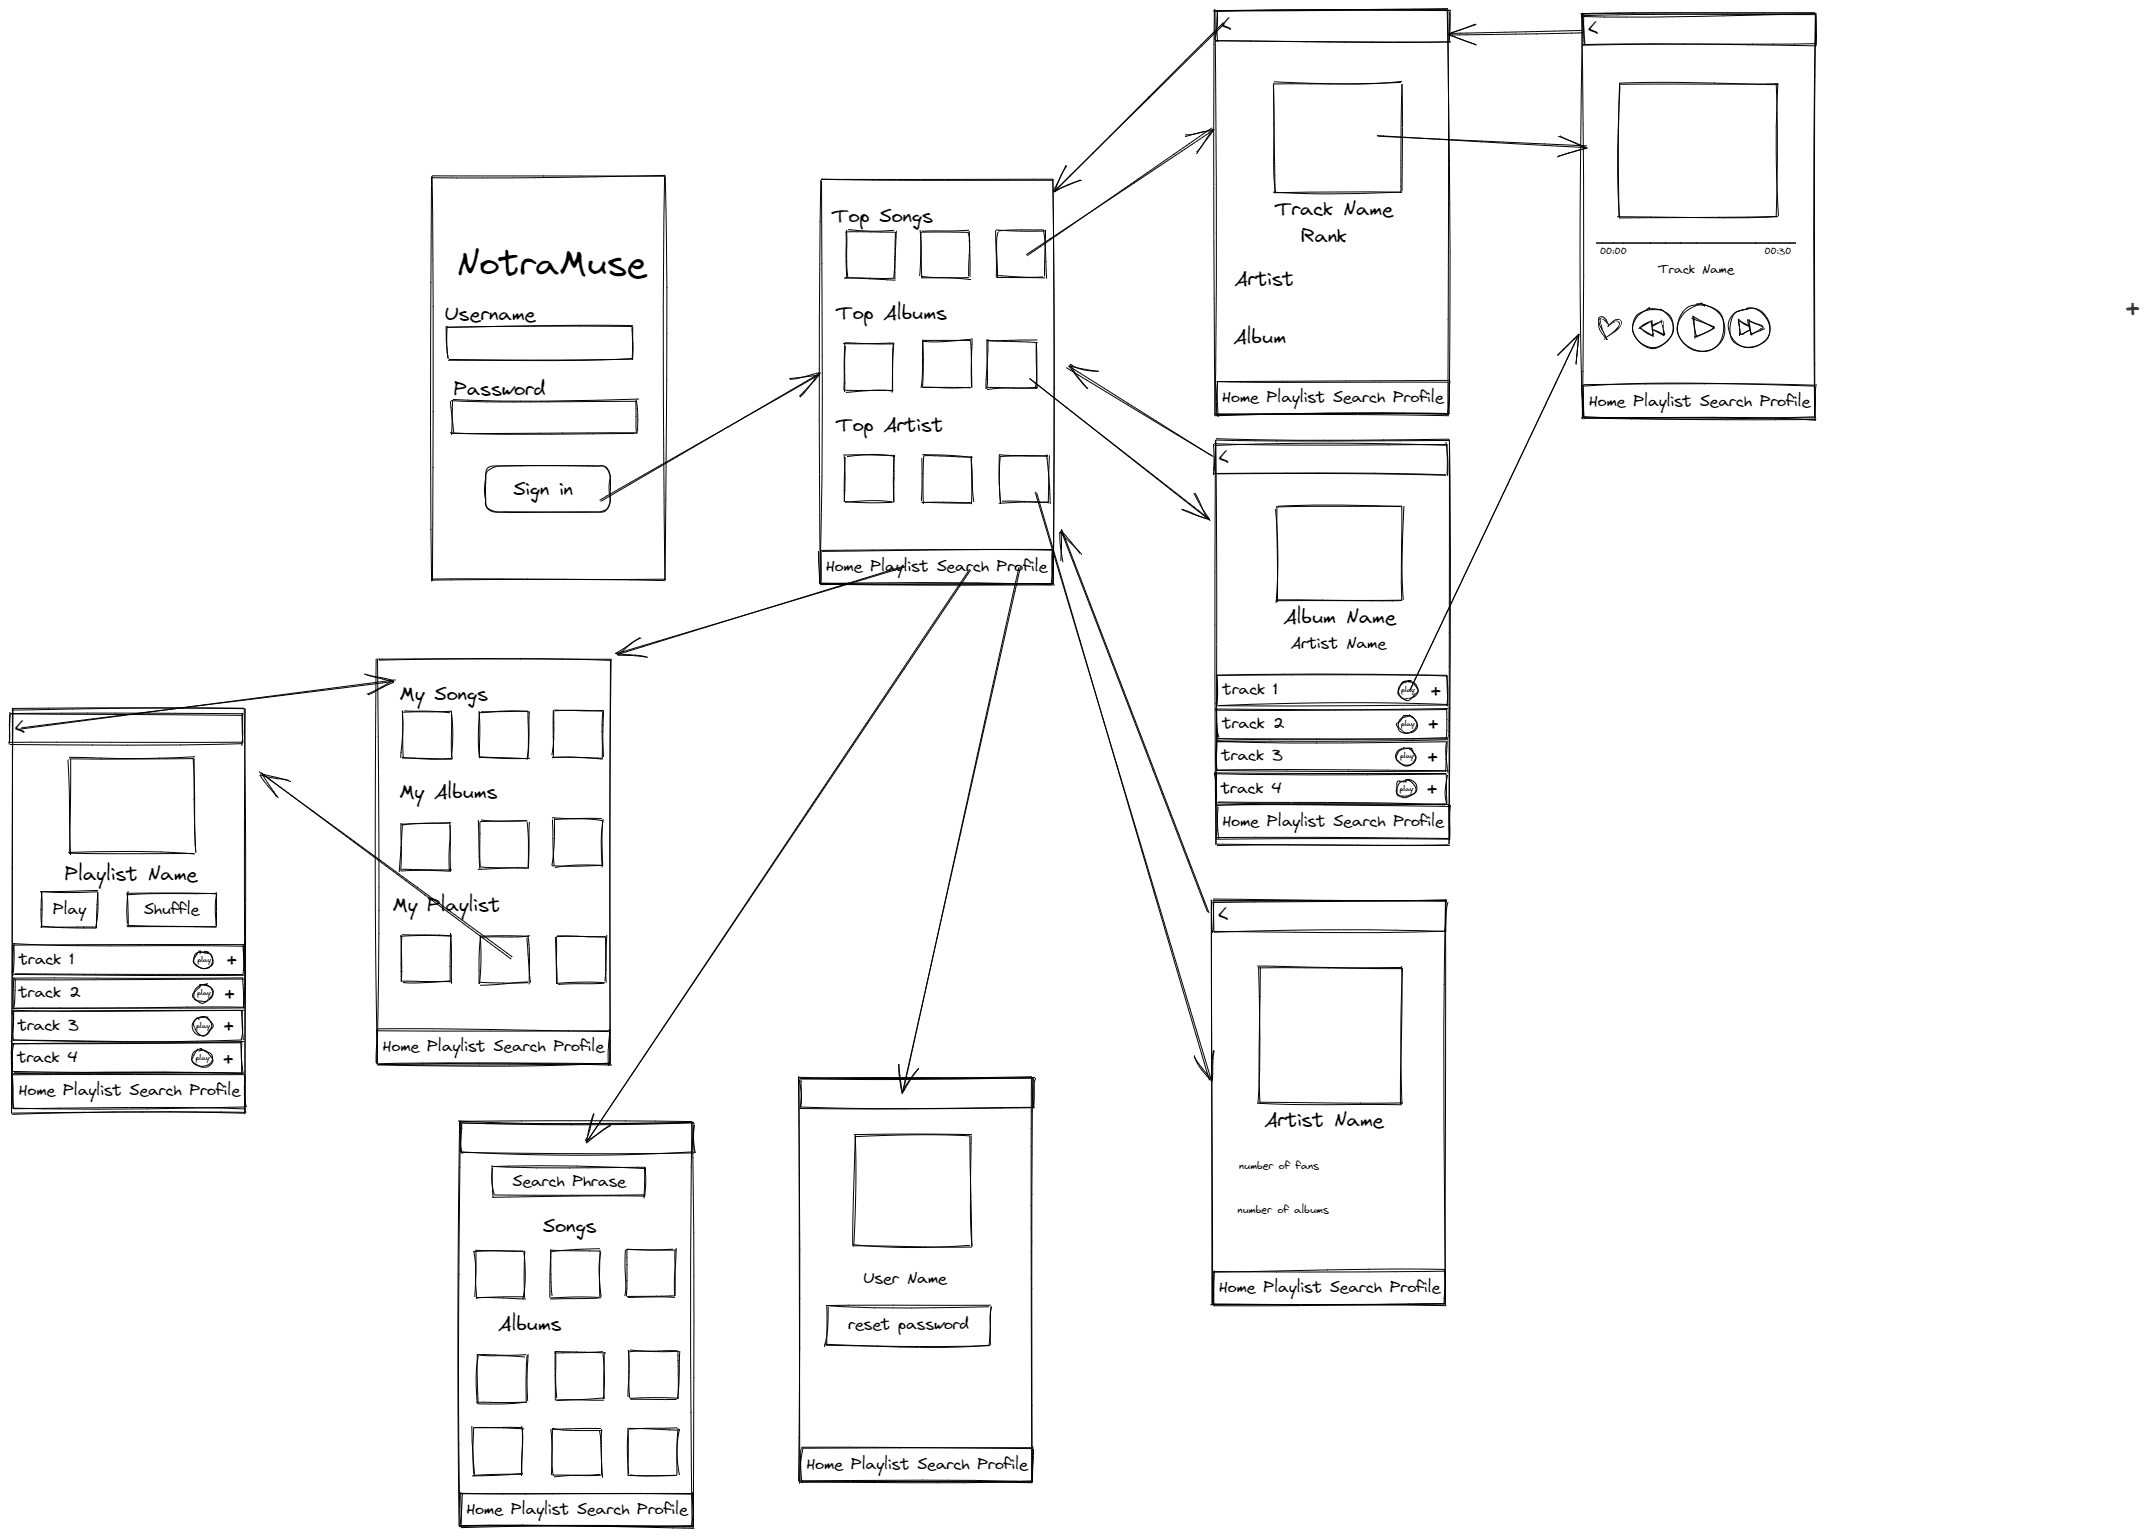 NotraMuse
Username
Password
Sign in
Top Songs
Top Albums
Top Artist
Home Playlist Search Profile
<
Track Name
Rank
Artist
Album
Home Playlist Search Profile
<
00:00 00:30
Track Name
Home Playlist Search Profile
+
<
Album Name
Artist Name
track 1 play +
track 2 play +
track 3 play +
track 4 play +
Home Playlist Search Profile
My Songs
My Albums
My Playlist
Home Playlist Search Profile
<
Playlist Name
Play Shuffle
track 1 play +
track 2 play +
track 3 play +
track 4 play +
Home Playlist Search Profile
Search Phrase
Songs
Albums
Home Playlist Search Profile
User Name
reset password
Home Playlist Search Profile
<
Artist Name
number of fans
number of albums
Home Playlist Search Profile